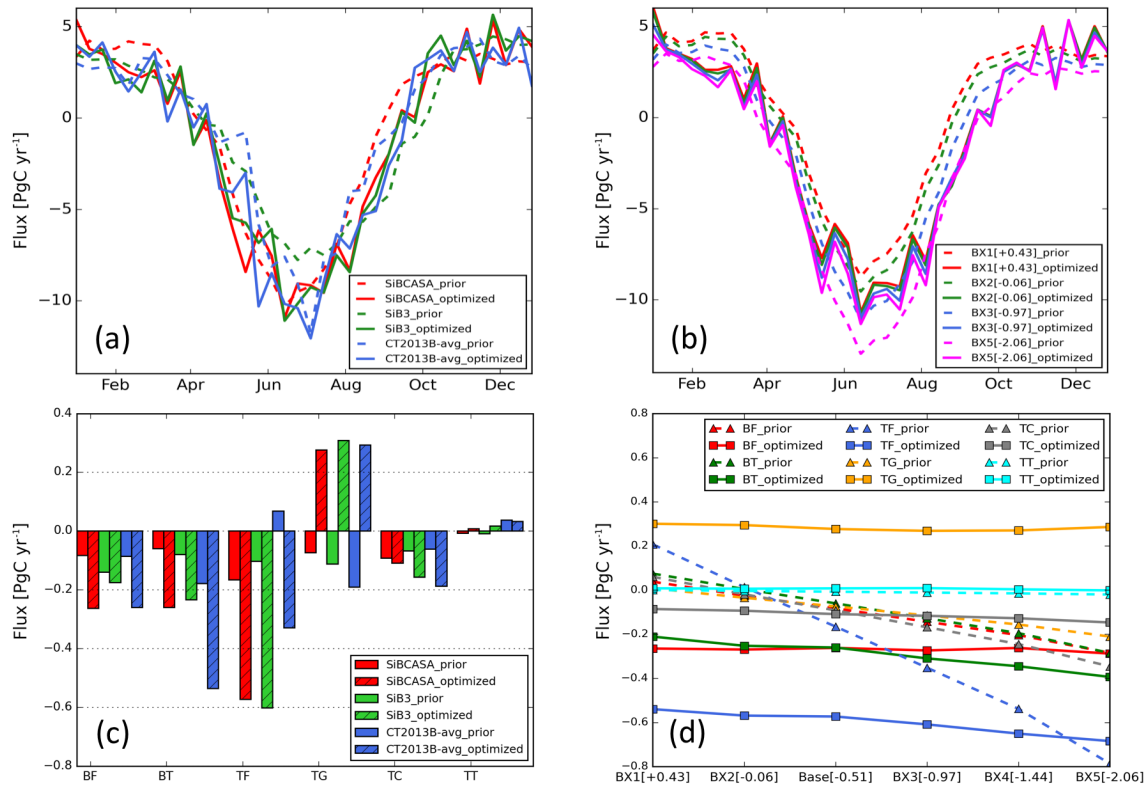 5
0
−5
−10
Flux [PgC yr⁻¹]
(a)
SiBCASA_prior
SiBCASA_optimized
SiB3_prior
SiB3_optimized
CT2013B-avg_prior
CT2013B-avg_optimized
Feb Apr Jun Aug Oct Dec
5
0
−5
−10
Flux [PgC yr⁻¹]
(b)
BX1[+0.43]_prior
BX1[+0.43]_optimized
BX2[-0.06]_prior
BX2[-0.06]_optimized
BX3[-0.97]_prior
BX3[-0.97]_optimized
BX5[-2.06]_prior
BX5[-2.06]_optimized
Feb Apr Jun Aug Oct Dec
0.4
0.2
0.0
−0.2
−0.4
−0.6
−0.8
Flux [PgC yr⁻¹]
(c)
SiBCASA_prior
SiBCASA_optimized
SiB3_prior
SiB3_optimized
CT2013B-avg_prior
CT2013B-avg_optimized
BF BT TF TG TC TT
0.8
0.6
0.4
0.2
0.0
−0.2
−0.4
−0.6
−0.8
Flux [PgC yr⁻¹]
(d)
BF_prior TF_prior TC_prior
BF_optimized TF_optimized TC_optimized
BT_prior TG_prior TT_prior
BT_optimized TG_optimized TT_optimized
BX1[+0.43] BX2[-0.06] Base[-0.51] BX3[-0.97] BX4[-1.44] BX5[-2.06]